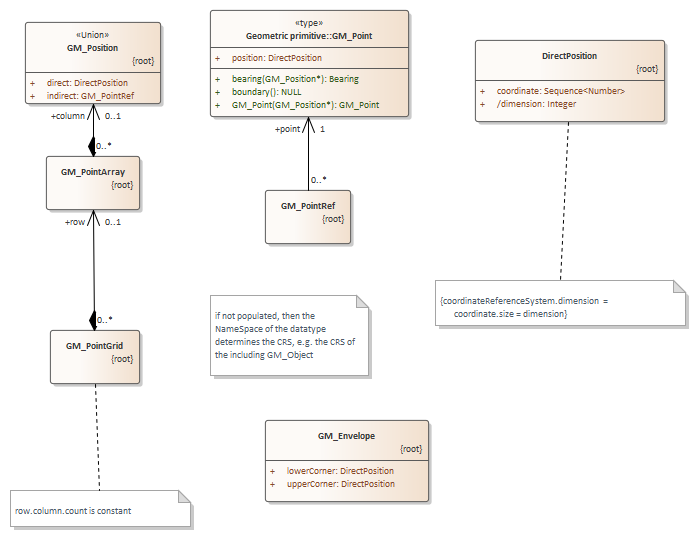 «Union»
GM_Position
{root}
+ direct: DirectPosition
+ indirect: GM_PointRef
+column
0..1
0..*
GM_PointArray
{root}
+row
0..1
0..*
GM_PointGrid
{root}
row.column.count is constant
«type»
Geometric primitive::GM_Point
+ position: DirectPosition
+ bearing(GM_Position*): Bearing
+ boundary(): NULL
+ GM_Point(GM_Position*): GM_Point
+point
1
0..*
GM_PointRef
{root}
if not populated, then the
NameSpace of the datatype
determines the CRS, e.g. the CRS of
the including GM_Object
GM_Envelope
{root}
+ lowerCorner: DirectPosition
+ upperCorner: DirectPosition
DirectPosition
{root}
+ coordinate: Sequence<Number>
+ /dimension: Integer
{coordinateReferenceSystem.dimension =
coordinate.size = dimension}